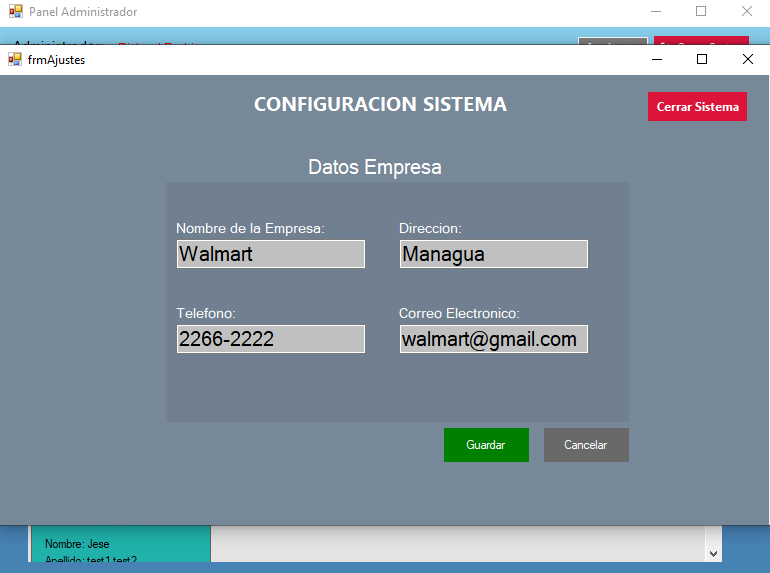 Panel Administrador
frmAjustes
CONFIGURACION SISTEMA
Cerrar Sistema
Datos Empresa
Nombre de la Empresa:
Direccion:
Walmart
Managua
Telefono:
Correo Electronico:
2266-2222
walmart@gmail.com
Guardar
Cancelar
Nombre: Jese
Apellido: test1 test2